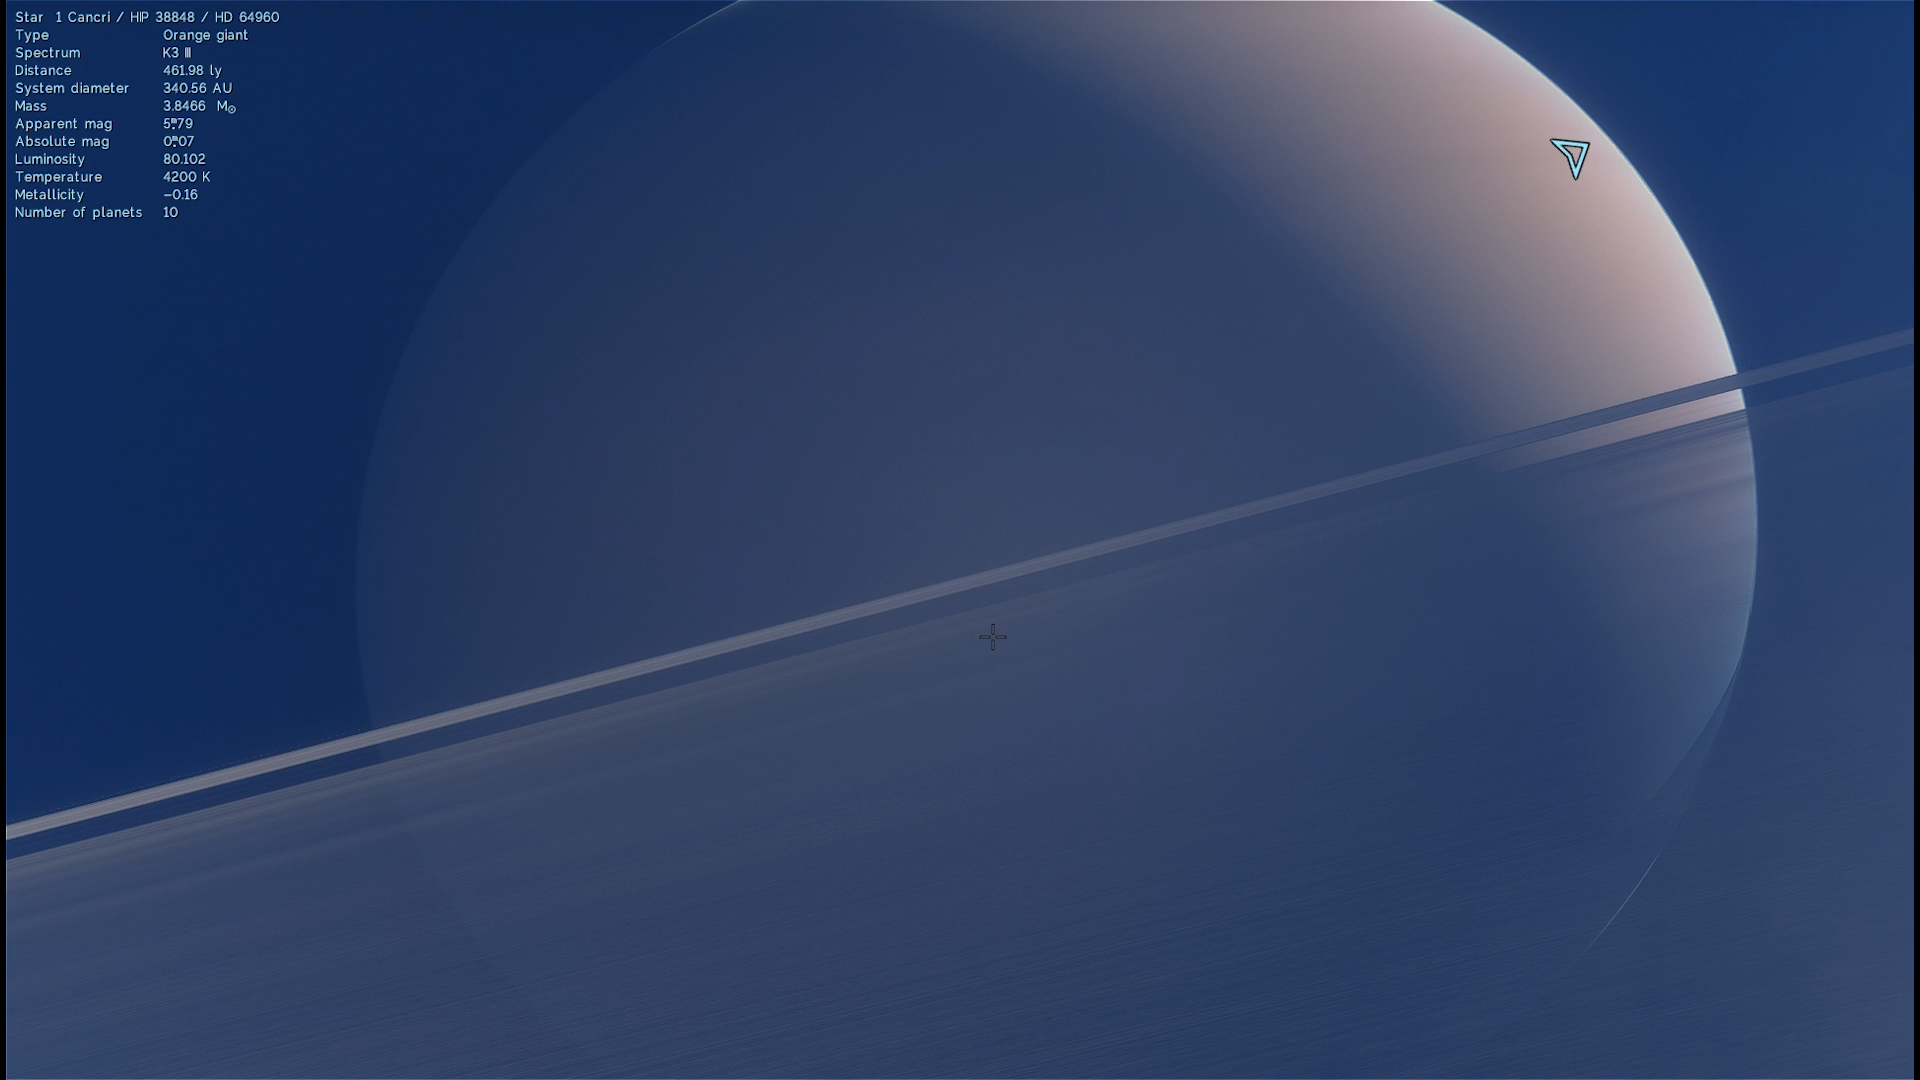 Star 1 Cancri / HIP 38848 / HD 64960
Type Orange giant
Spectrum K3 III
Distance 461.98 ly
System diameter 340.56 AU
Mass 3.8466 M☉
Apparent mag 5ᵐ.79
Absolute mag 0ᵐ.07
Luminosity 80.102
Temperature 4200 K
Metallicity −0.16
Number of planets 10